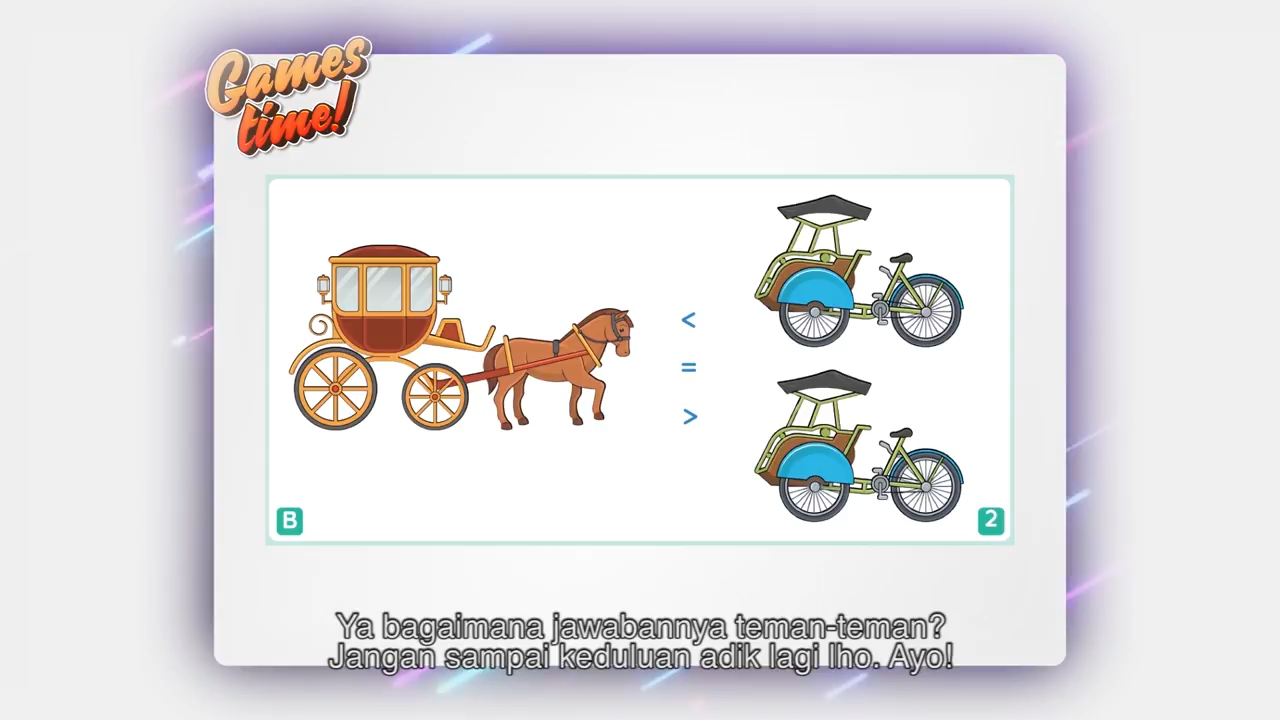 Games
time!
<
=
>
B
2
Ya bagaimana jawabannya teman-teman?
Jangan sampai keduluan adik lagi lho. Ayo!